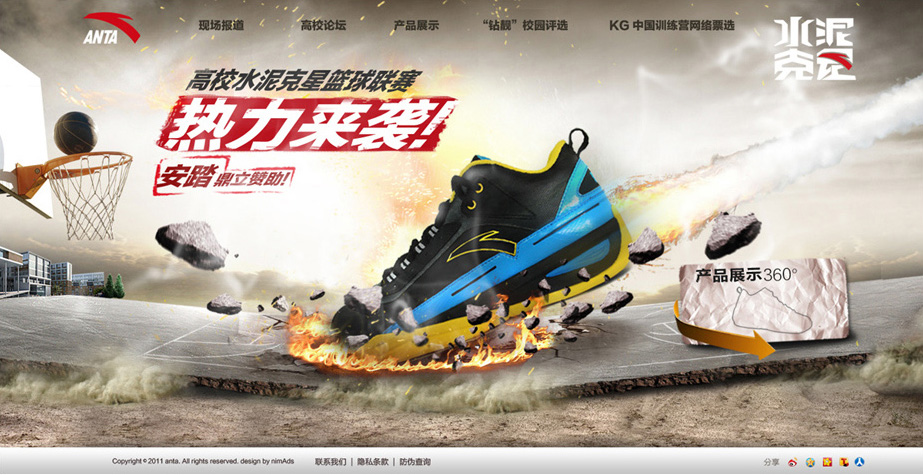 ANTA
现场报道
高校论坛
产品展示
“钻靓”校园评选
KG 中国训练营网络票选
水泥
克星
高校水泥克星篮球联赛
热力来袭!
安踏 鼎立赞助!
产品展示360°
Copyright © 2011 anta. All rights reserved. design by nimAds
联系我们 | 隐私条款 | 防伪查询
分享